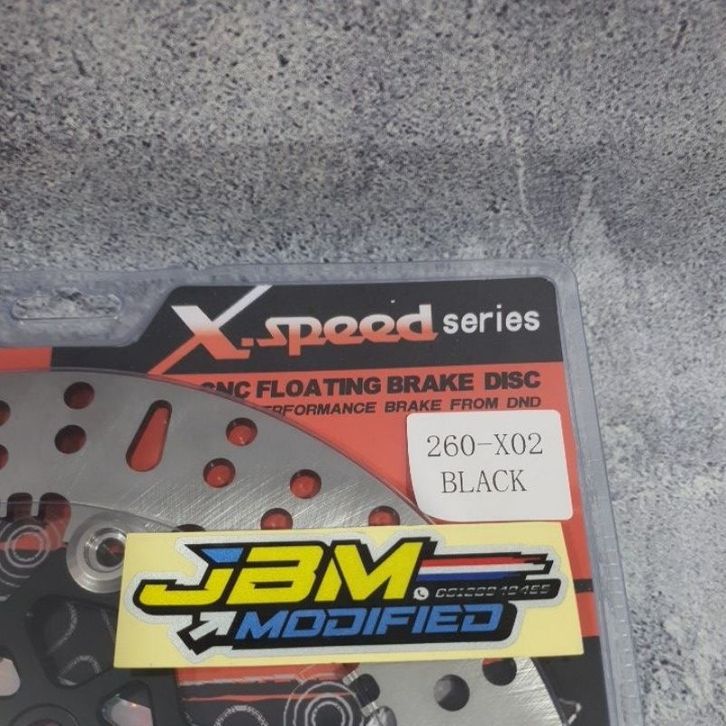 X.speed series
CNC FLOATING BRAKE DISC
PERFORMANCE BRAKE FROM DND
260-X02
BLACK
JBM
MODIFIED